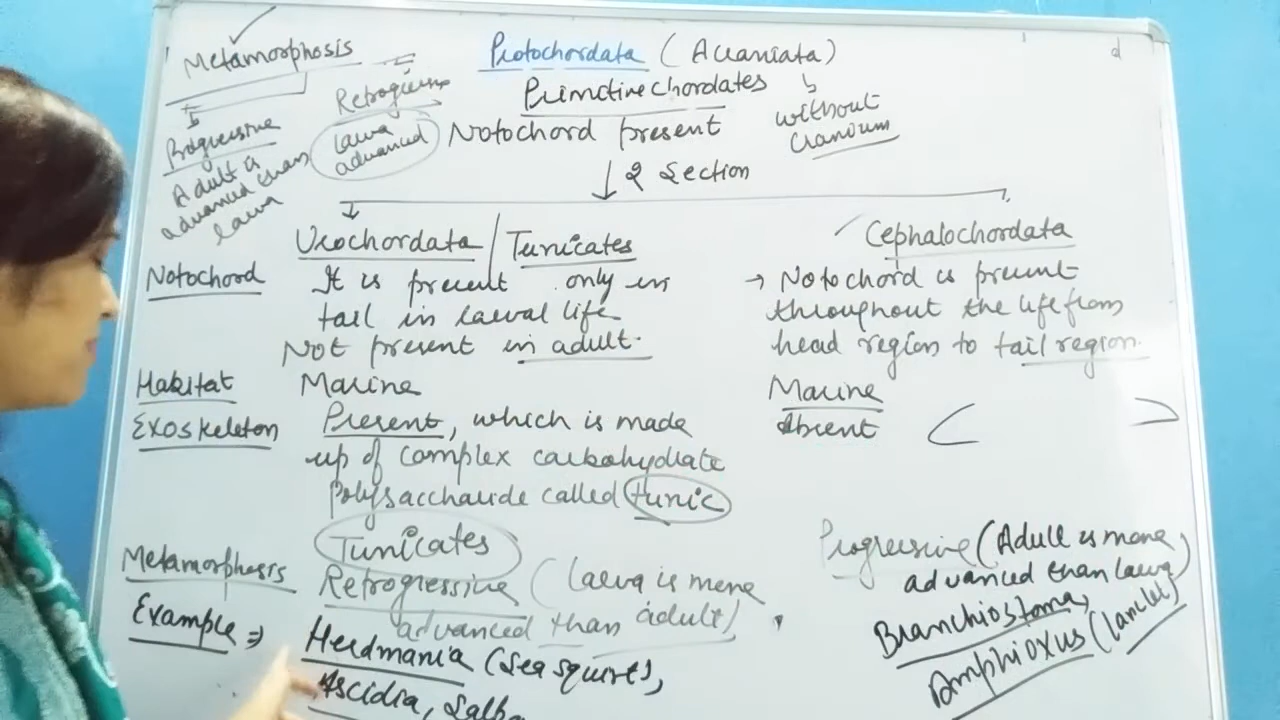 Metamorphosis
Progressive
Adult is
advanced than
larva
Retrogressive
larva
advanced
Protochordata (Acraniata)
without
cranium
Primitive chordates
Notochord present
2 Section
Urochordata / Tunicates
Cephalochordata
Notochord It is present only in
tail in larval life
Not present in adult.
→ Notochord is present
throughout the life from
head region to tail region.
Habitat Marine Marine
Exoskeleton Present, which is made Absent
up of complex carbohydrate
polysaccharide called tunic
Tunicates
Metamorphosis Retrogressive (larva is more
advanced than adult)
Progressive (Adult is more
advanced than larva)
Example ⇒ Herdmania (Sea squirt),
Ascidia, Salpa
Branchiostoma,
Amphioxus (lancelet)